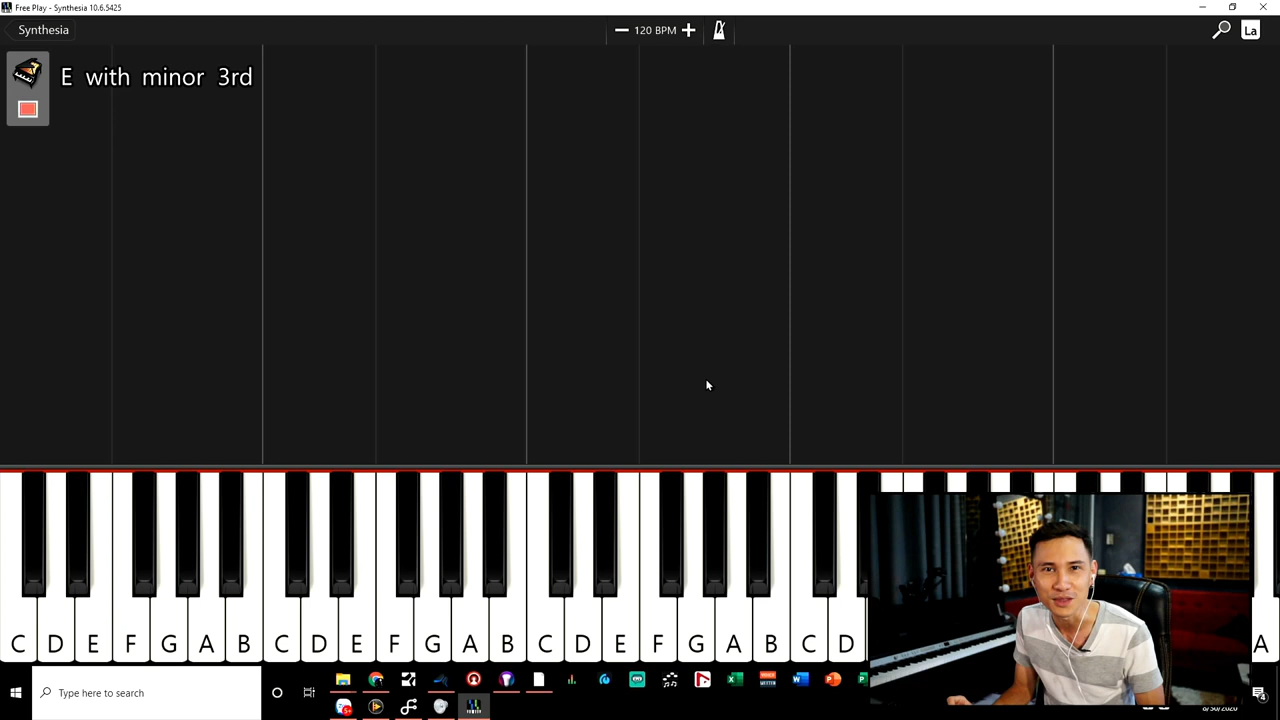 Free Play - Synthesia 10.6.5425
Synthesia
120 BPM
La
E with minor 3rd
C D E F G A B C D E F G A B C D E F G A B C D
A
Type here to search